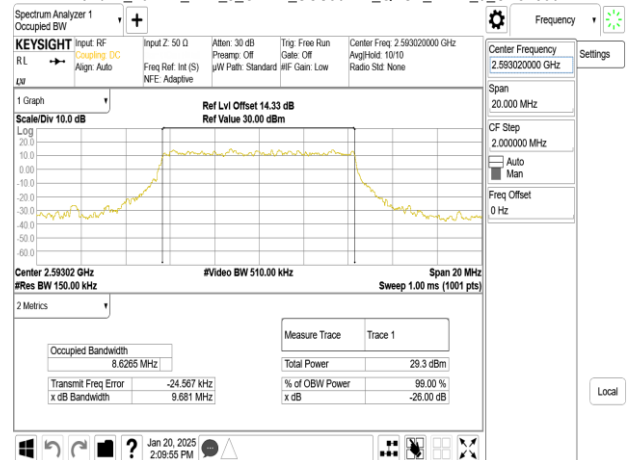 Spectrum Analyzer 1
Occupied BW
Frequency
KEYSIGHT
RL
LXI
Input: RF
Coupling: DC
Align: Auto
Input Z: 50 Ω
Freq Ref: Int (S)
NFE: Adaptive
Atten: 30 dB
Preamp: Off
µW Path: Standard
Trig: Free Run
Gate: Off
#IF Gain: Low
Center Freq: 2.593020000 GHz
Avg|Hold: 10/10
Radio Std: None
Center Frequency
2.593020000 GHz
Settings
Span
20.000 MHz
CF Step
2.000000 MHz
Auto
Man
Freq Offset
0 Hz
1 Graph
Scale/Div 10.0 dB
Ref Lvl Offset 14.33 dB
Ref Value 30.00 dBm
Log
20.0
10.0
0.00
-10.0
-20.0
-30.0
-40.0
-50.0
-60.0
Center 2.59302 GHz
#Video BW 510.00 kHz
Span 20 MHz
#Res BW 150.00 kHz
Sweep 1.00 ms (1001 pts)
2 Metrics
Measure Trace
Trace 1
Occupied Bandwidth
8.6265 MHz
Total Power
29.3 dBm
Transmit Freq Error
-24.567 kHz
% of OBW Power
99.00 %
x dB Bandwidth
9.681 MHz
x dB
-26.00 dB
Local
?
Jan 20, 2025
2:09:55 PM